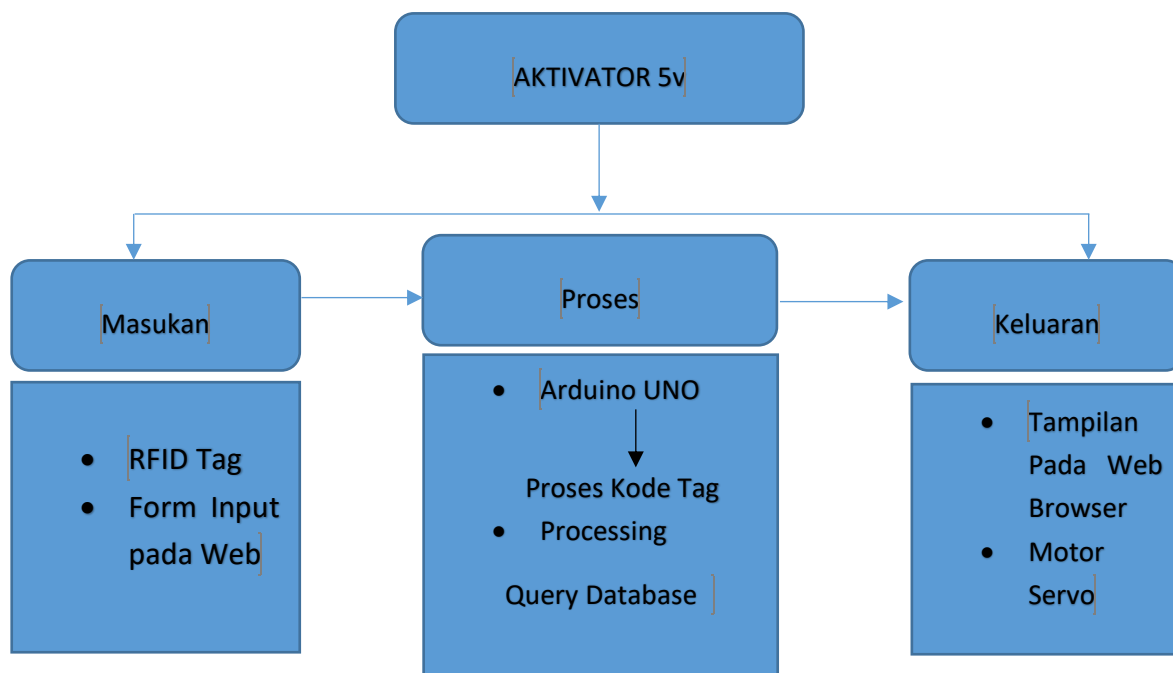 AKTIVATOR 5v
Masukan
Proses
Keluaran
• RFID Tag
• Form Input
pada Web
• Arduino UNO
Proses Kode Tag
• Processing
Query Database
• Tampilan
Pada Web
Browser
• Motor
Servo